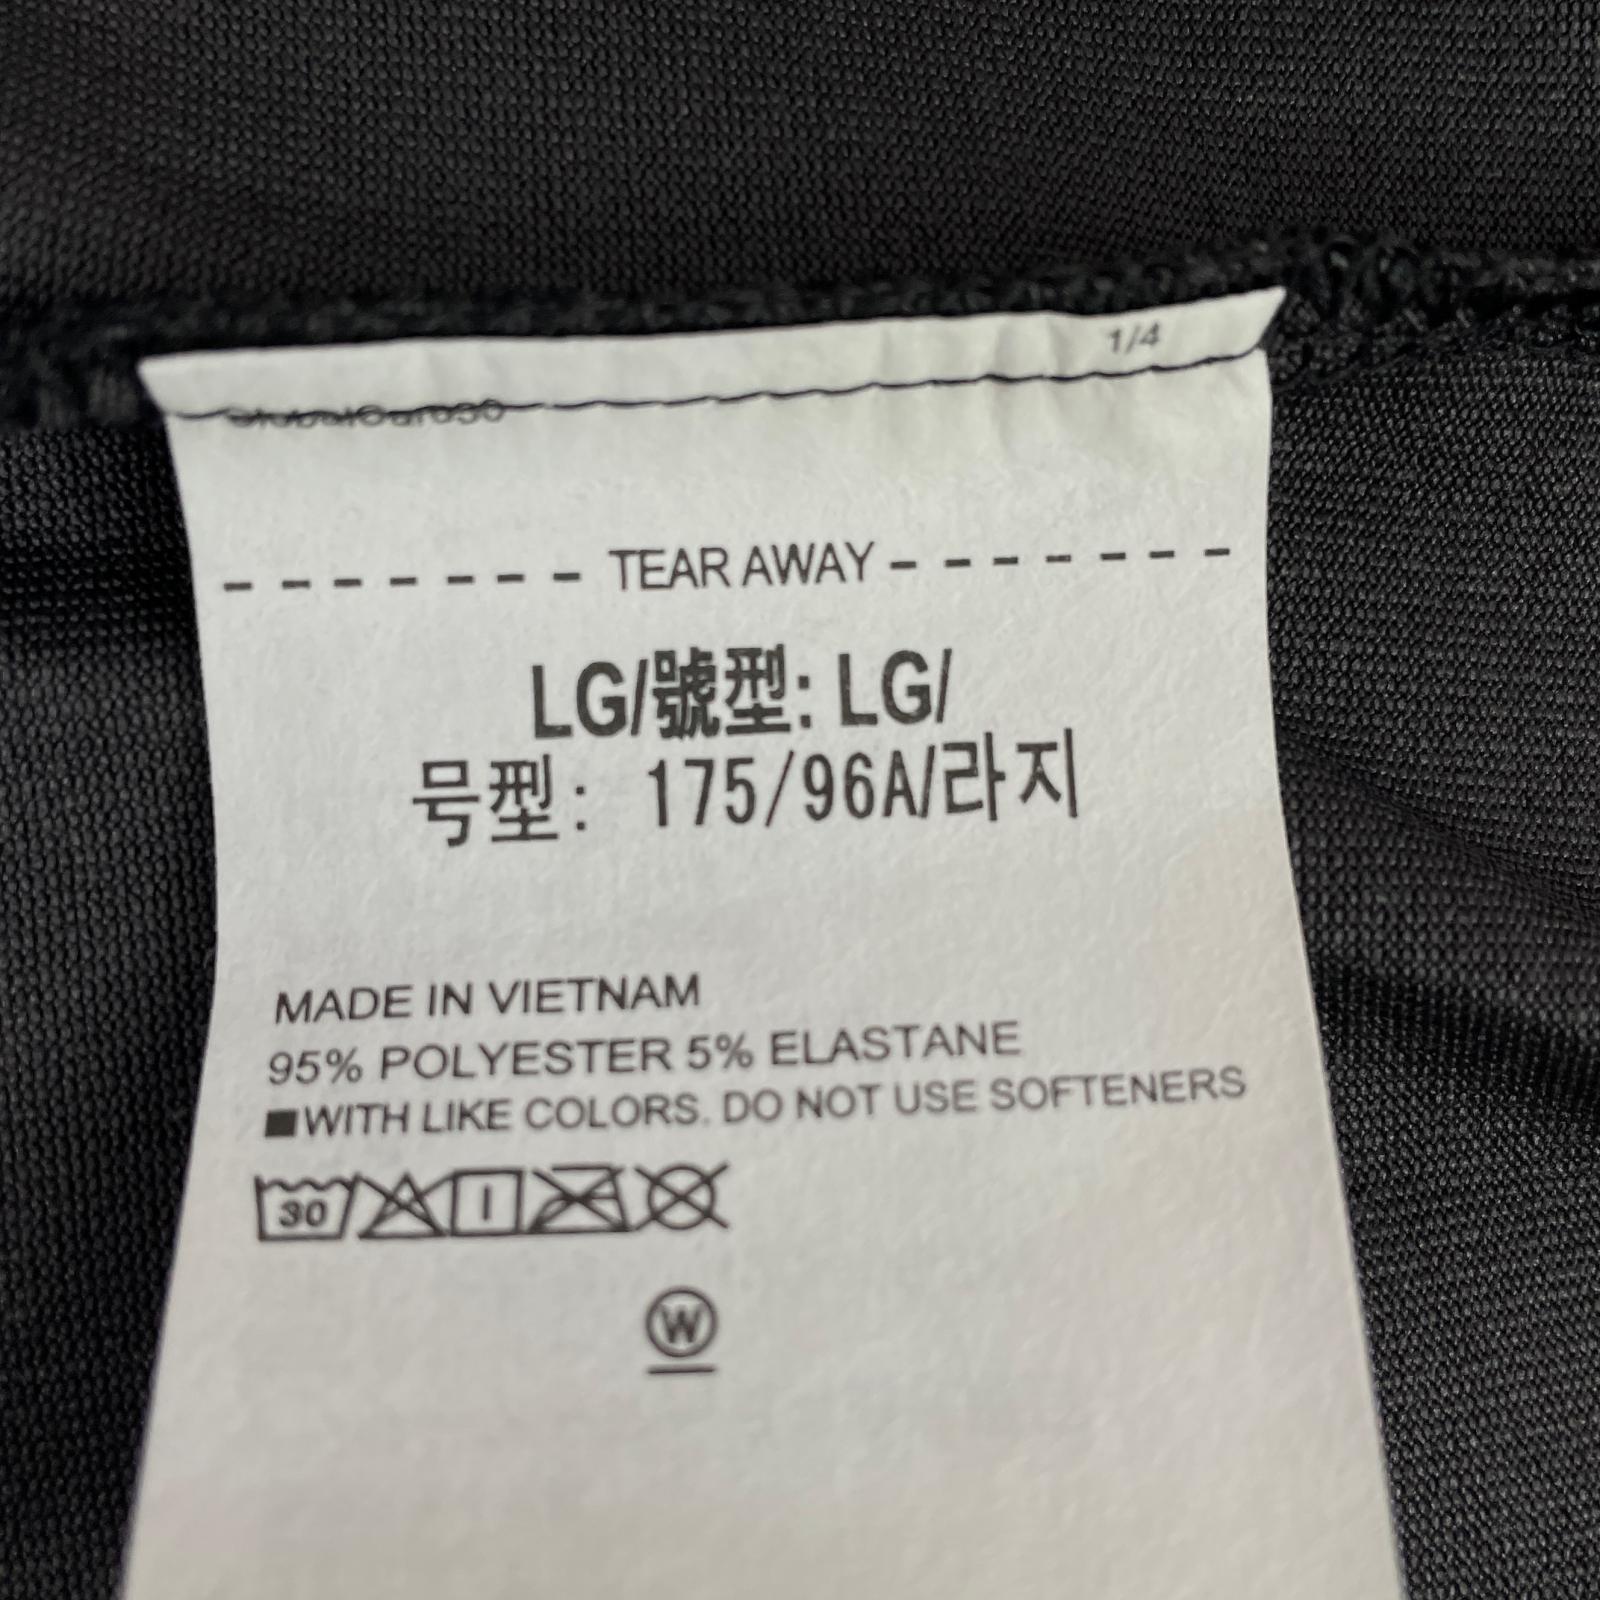 1/4
GlobalCare30
- - - - - - - TEAR AWAY - - - - - - -
LG/號型: LG/
号型: 175/96A/라지
MADE IN VIETNAM
95% POLYESTER 5% ELASTANE
■WITH LIKE COLORS. DO NOT USE SOFTENERS
30
W